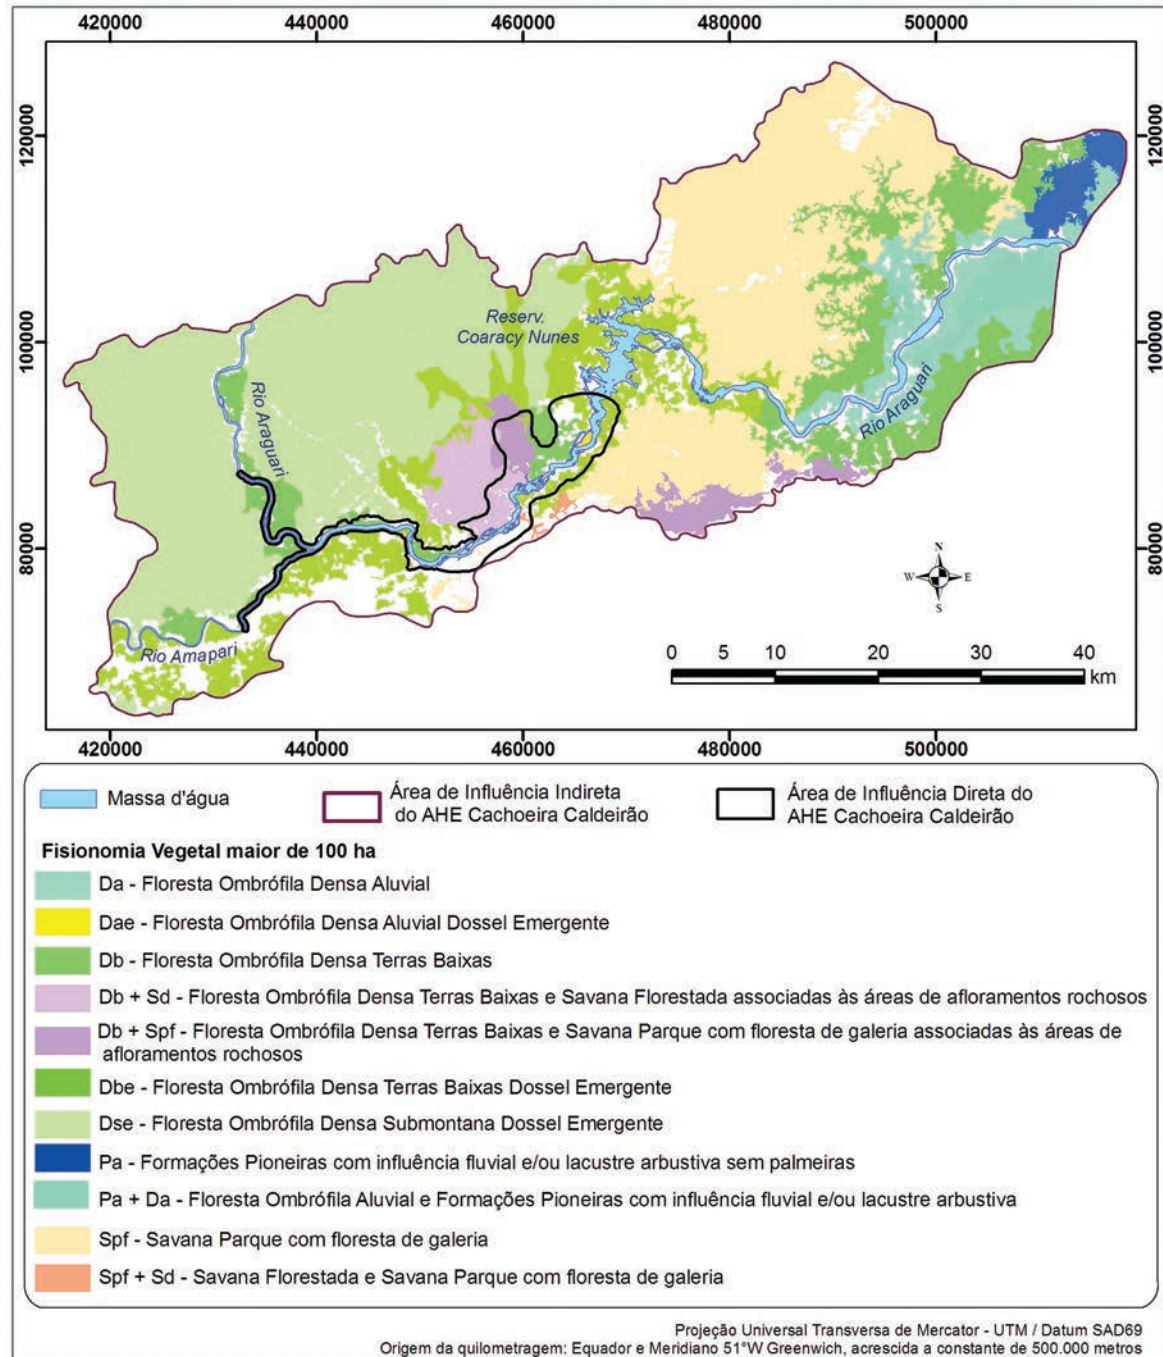 420000 440000 460000 480000 500000
120000 120000
100000 100000
80000 80000
Reserv.
Coaracy Nunes
Rio Araguari
Rio Araguari
Rio Amapari
N
W E
S
0 5 10 20 30 40
km
420000 440000 460000 480000 500000
Massa d'água
Área de Influência Indireta
do AHE Cachoeira Caldeirão
Área de Influência Direta do
AHE Cachoeira Caldeirão
Fisionomia Vegetal maior de 100 ha
Da - Floresta Ombrófila Densa Aluvial
Dae - Floresta Ombrófila Densa Aluvial Dossel Emergente
Db - Floresta Ombrófila Densa Terras Baixas
Db + Sd - Floresta Ombrófila Densa Terras Baixas e Savana Florestada associadas às áreas de afloramentos rochosos
Db + Spf - Floresta Ombrófila Densa Terras Baixas e Savana Parque com floresta de galeria associadas às áreas de
afloramentos rochosos
Dbe - Floresta Ombrófila Densa Terras Baixas Dossel Emergente
Dse - Floresta Ombrófila Densa Submontana Dossel Emergente
Pa - Formações Pioneiras com influência fluvial e/ou lacustre arbustiva sem palmeiras
Pa + Da - Floresta Ombrófila Aluvial e Formações Pioneiras com influência fluvial e/ou lacustre arbustiva
Spf - Savana Parque com floresta de galeria
Spf + Sd - Savana Florestada e Savana Parque com floresta de galeria
Projeção Universal Transversa de Mercator - UTM / Datum SAD69
Origem da quilometragem: Equador e Meridiano 51°W Greenwich, acrescida a constante de 500.000 metros